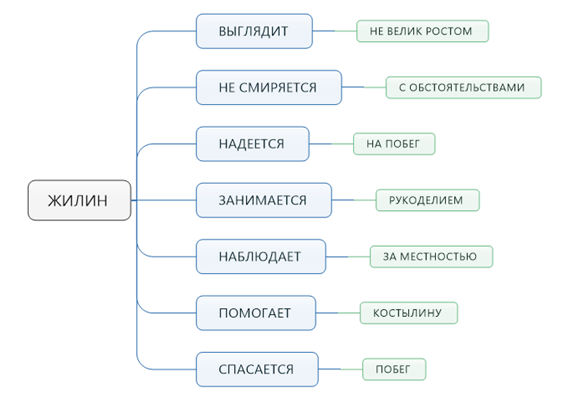 ЖИЛИН
ВЫГЛЯДИТ
НЕ ВЕЛИК РОСТОМ
НЕ СМИРЯЕТСЯ
С ОБСТОЯТЕЛЬСТВАМИ
НАДЕЕТСЯ
НА ПОБЕГ
ЗАНИМАЕТСЯ
РУКОДЕЛИЕМ
НАБЛЮДАЕТ
ЗА МЕСТНОСТЬЮ
ПОМОГАЕТ
КОСТЫЛИНУ
СПАСАЕТСЯ
ПОБЕГ